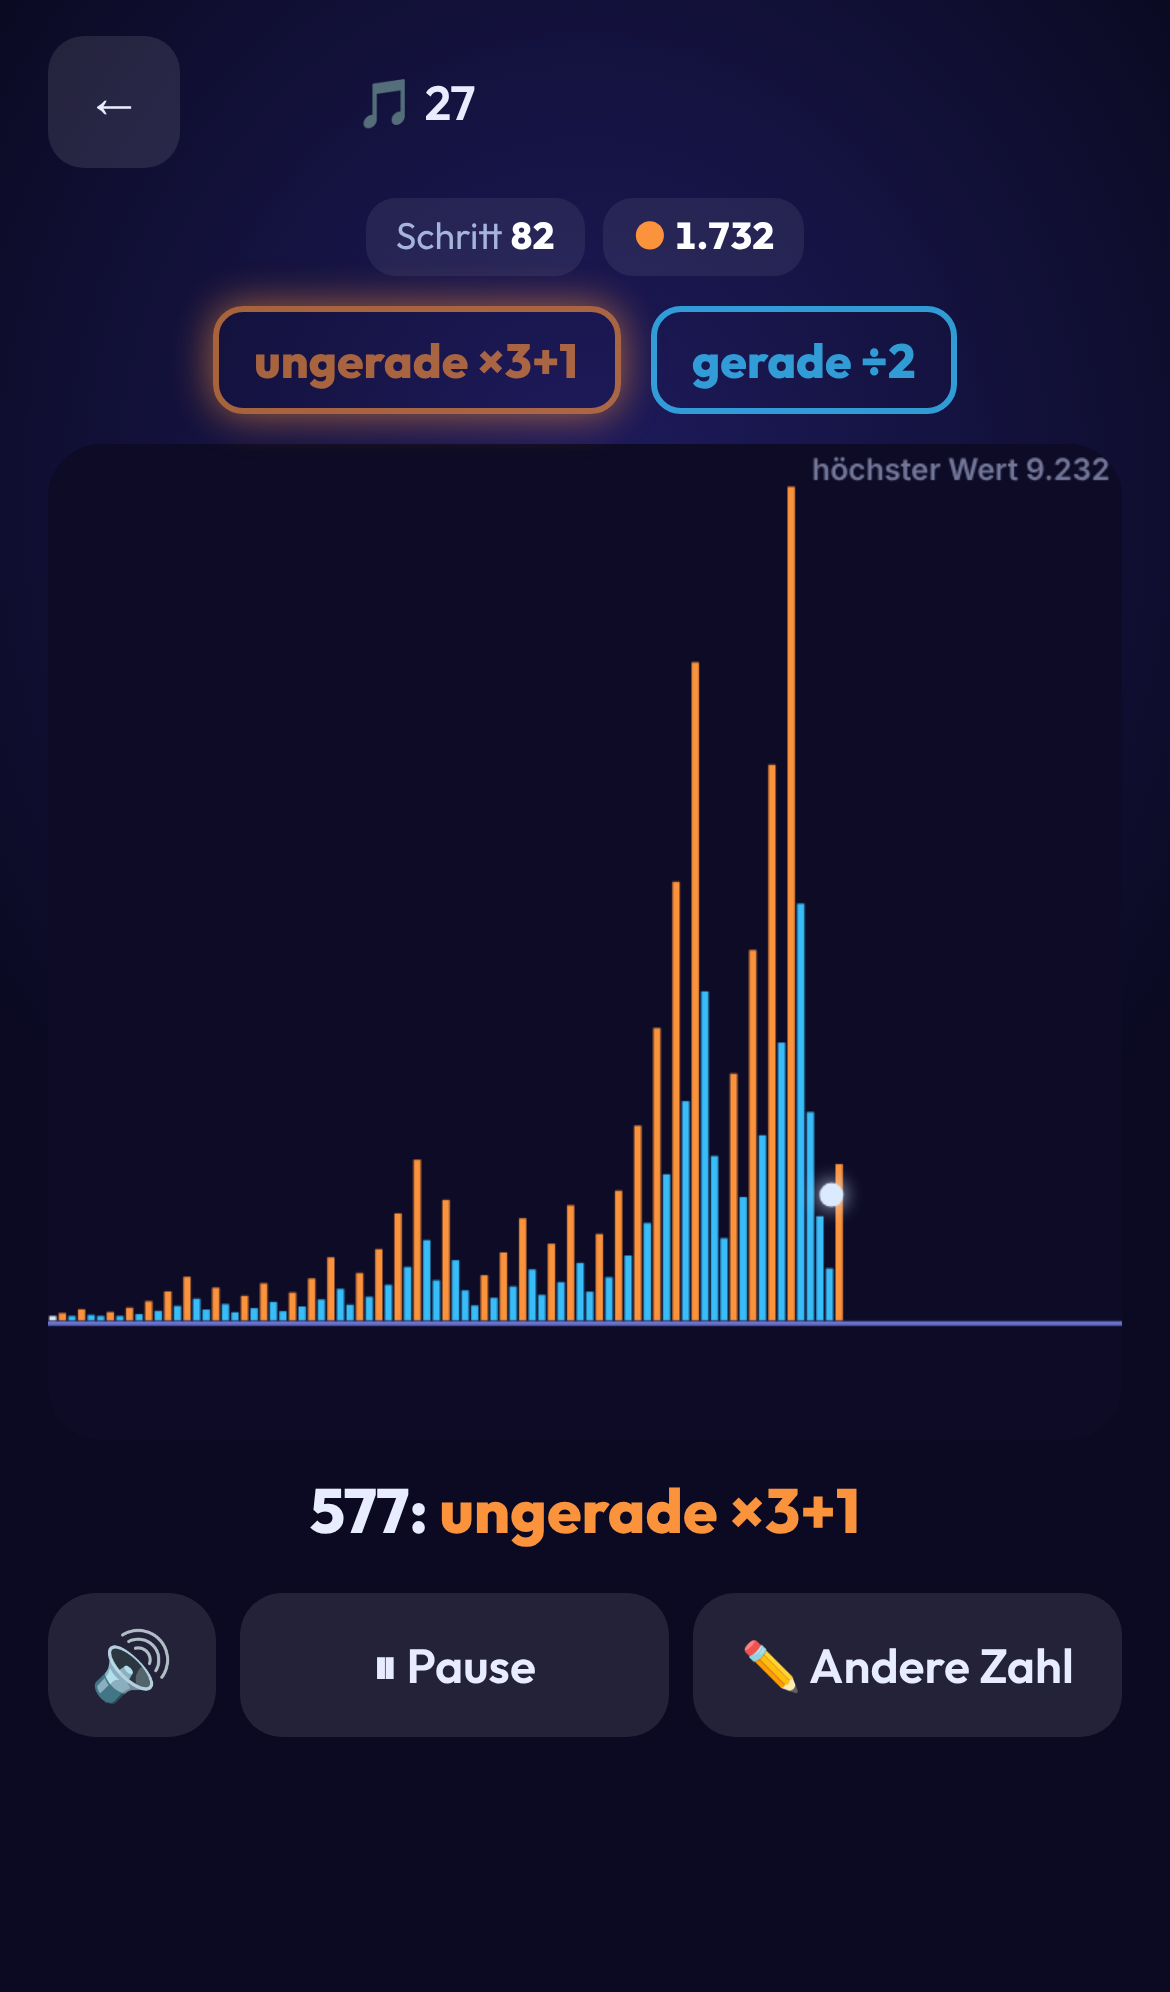 ← 🎵 27
Schritt 82 1.732
ungerade ×3+1 gerade ÷2
höchster Wert 9.232
577: ungerade ×3+1
🔊 ⏸ Pause ✏️ Andere Zahl